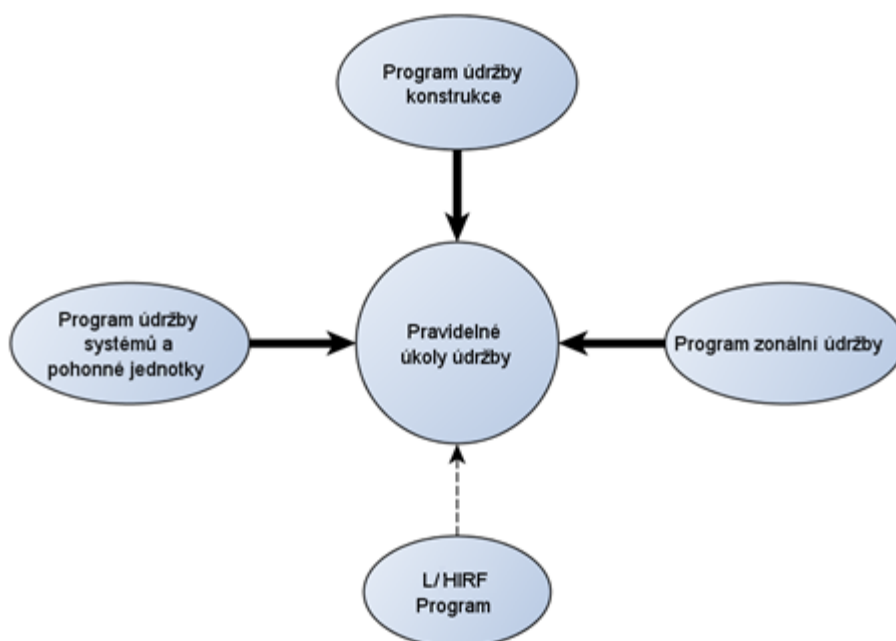 Program údržby
konstrukce
Program údržby
systémů a
pohonné jednotky
Pravidelné
úkoly údržby
Program zonální údržby
L/HIRF
Program